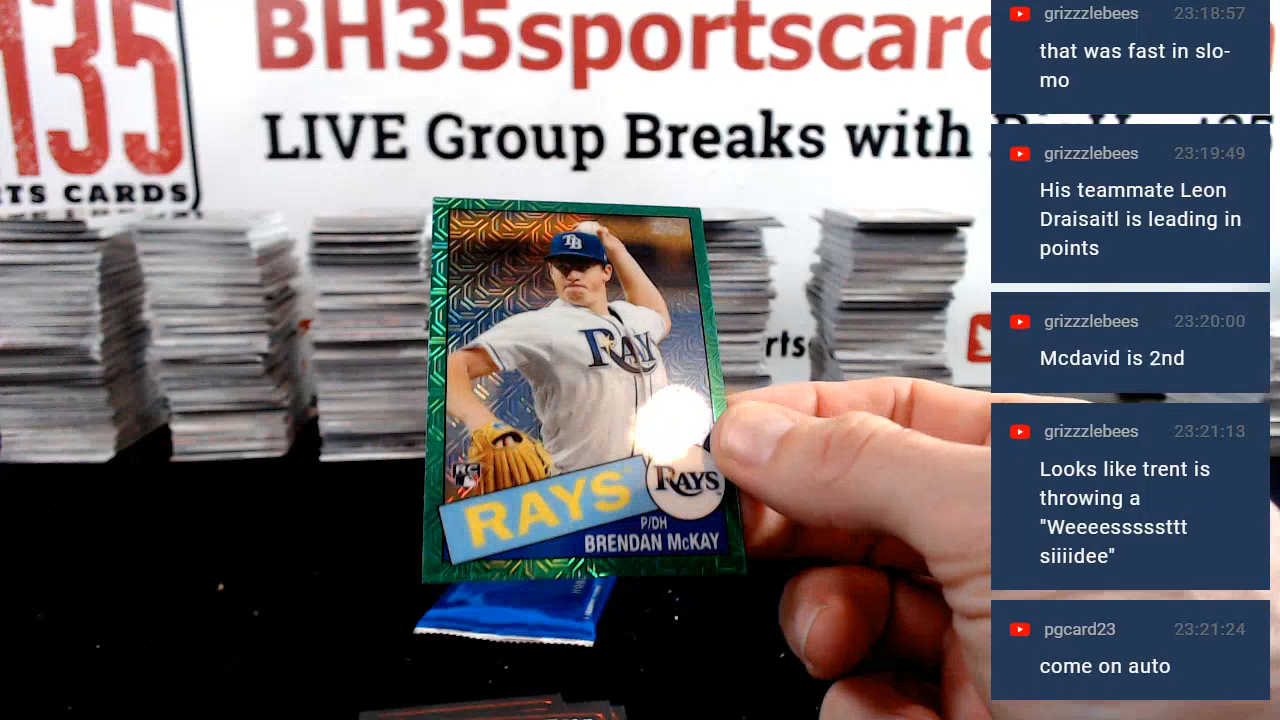 135
TS CARDS
BH35sportscard
LIVE Group Breaks with
rts
TB
RAYS
RC
RAYS
RAYS
P/DH
BRENDAN McKAY
grizzzlebees 23:18:57
that was fast in slo-
mo
grizzzlebees 23:19:49
His teammate Leon
Draisaitl is leading in
points
grizzzlebees 23:20:00
Mcdavid is 2nd
grizzzlebees 23:21:13
Looks like trent is
throwing a
"Weeeesssssttt
siiiidee"
pgcard23 23:21:24
come on auto